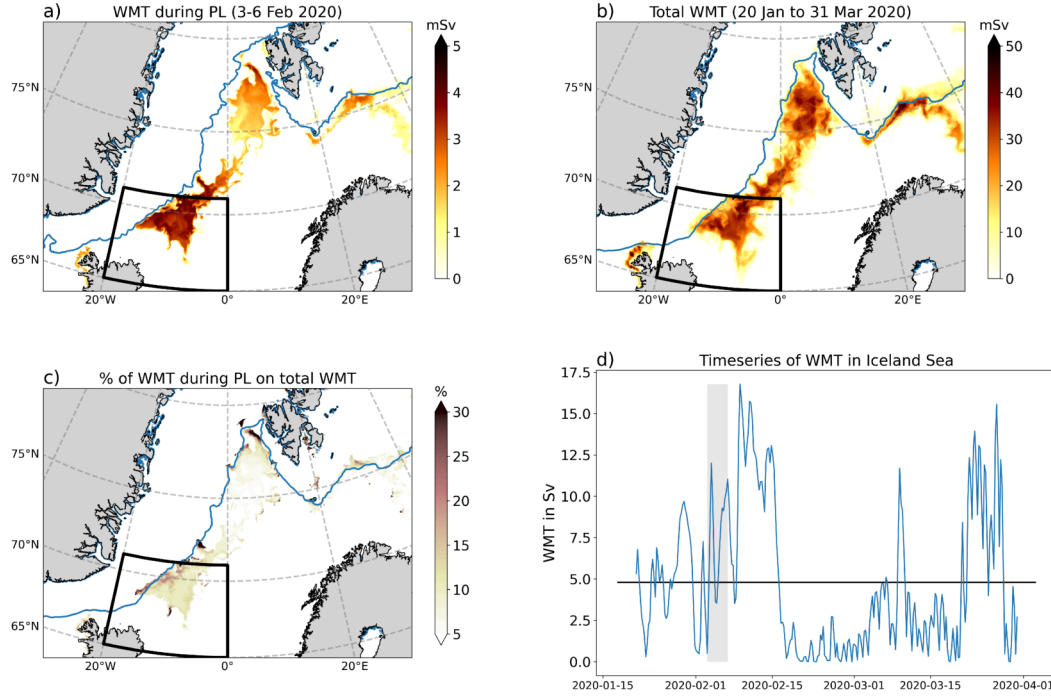 a) WMT during PL (3-6 Feb 2020)
mSv
5
4
3
2
1
0
75°N
70°N
65°N
20°W
0°
20°E
b) Total WMT (20 Jan to 31 Mar 2020)
mSv
50
40
30
20
10
0
75°N
70°N
65°N
20°W
0°
20°E
c) % of WMT during PL on total WMT
%
30
25
20
15
10
5
75°N
70°N
65°N
20°W
0°
20°E
d) Timeseries of WMT in Iceland Sea
WMT in Sv
17.5
15.0
12.5
10.0
7.5
5.0
2.5
0.0
2020-01-15 2020-02-01 2020-02-15 2020-03-01 2020-03-15 2020-04-01